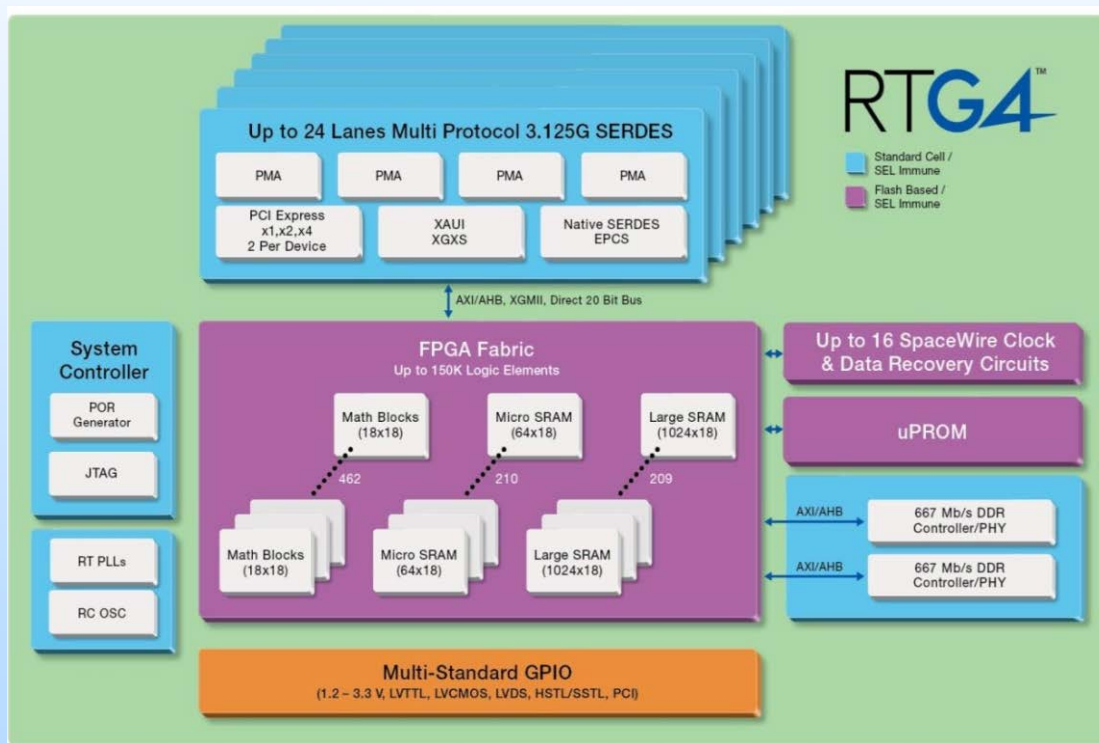 RTG4™
Standard Cell /
SEL Immune
Flash Based /
SEL Immune
Up to 24 Lanes Multi Protocol 3.125G SERDES
PMA
PMA
PMA
PMA
PCI Express
x1,x2,x4
2 Per Device
XAUI
XGXS
Native SERDES
EPCS
AXI/AHB, XGMII, Direct 20 Bit Bus
System
Controller
POR
Generator
JTAG
RT PLLs
RC OSC
FPGA Fabric
Up to 150K Logic Elements
Math Blocks
(18x18)
Micro SRAM
(64x18)
Large SRAM
(1024x18)
462
210
209
Math Blocks
(18x18)
Micro SRAM
(64x18)
Large SRAM
(1024x18)
Up to 16 SpaceWire Clock
& Data Recovery Circuits
uPROM
AXI/AHB
667 Mb/s DDR
Controller/PHY
AXI/AHB
667 Mb/s DDR
Controller/PHY
Multi-Standard GPIO
(1.2 – 3.3 V, LVTTL, LVCMOS, LVDS, HSTL/SSTL, PCI)